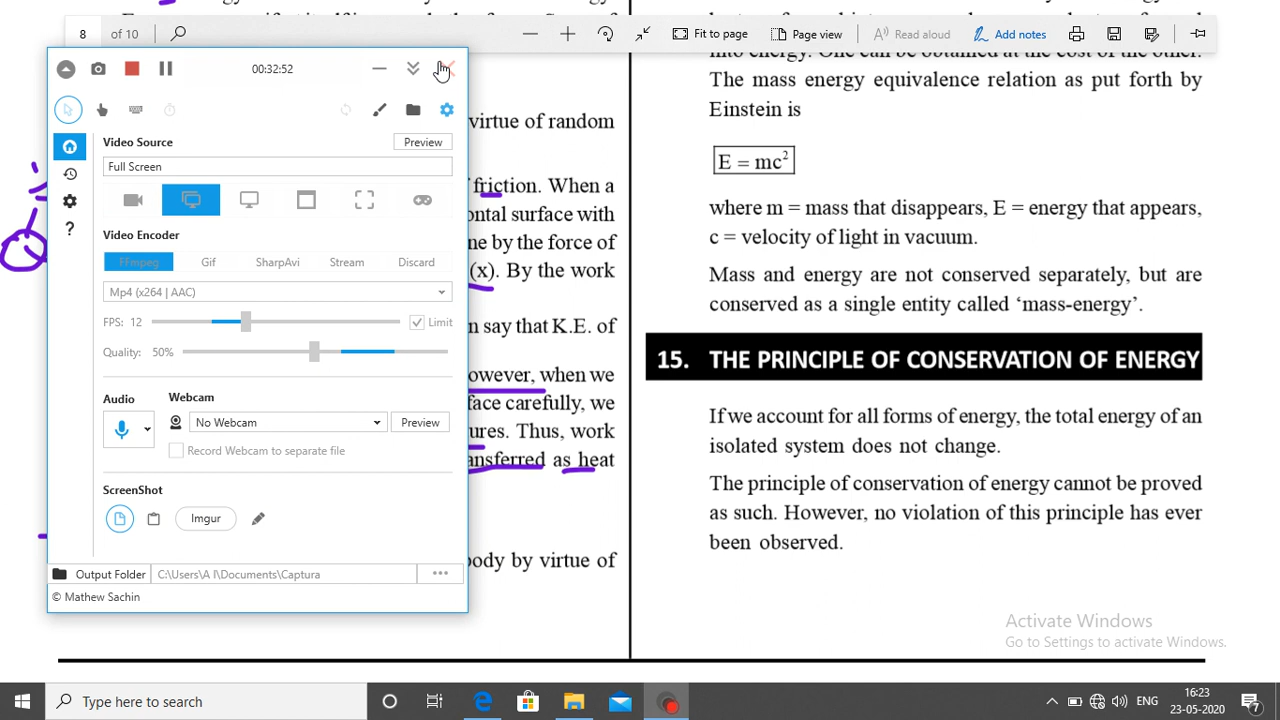 8 of 10
Fit to page
Page view
Read aloud
Add notes
00:32:52
Video Source
Preview
Full Screen
Video Encoder
FFmpeg
Gif
SharpAvi
Stream
Discard
Mp4 (x264 | AAC)
FPS: 12
Limit
Quality: 50%
Audio
Webcam
No Webcam
Preview
Record Webcam to separate file
ScreenShot
Imgur
Output Folder
C:\Users\A I\Documents\Captura
•••
© Mathew Sachin
virtue of random
friction. When a
ontal surface with
ne by the force of
(x). By the work
n say that K.E. of
owever, when we
face carefully, we
ures. Thus, work
ansferred as heat
body by virtue of
into energy. One can be obtained at the cost of the other.
The mass energy equivalence relation as put forth by
Einstein is
E = mc²
where m = mass that disappears, E = energy that appears,
c = velocity of light in vacuum.
Mass and energy are not conserved separately, but are
conserved as a single entity called ‘mass-energy’.
15. THE PRINCIPLE OF CONSERVATION OF ENERGY
If we account for all forms of energy, the total energy of an
isolated system does not change.
The principle of conservation of energy cannot be proved
as such. However, no violation of this principle has ever
been observed.
Activate Windows
Go to Settings to activate Windows.
Type here to search
ENG
16:23
23-05-2020
7